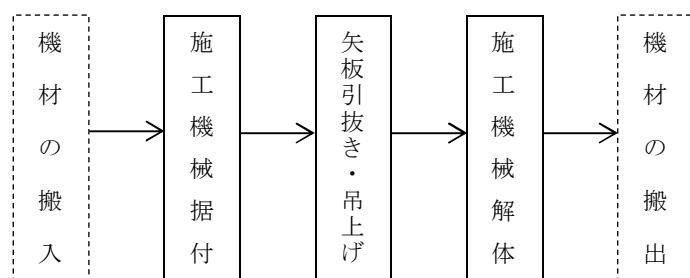 機材の搬入
施工機械据付
矢板引抜き・吊上げ
施工機械解体
機材の搬出